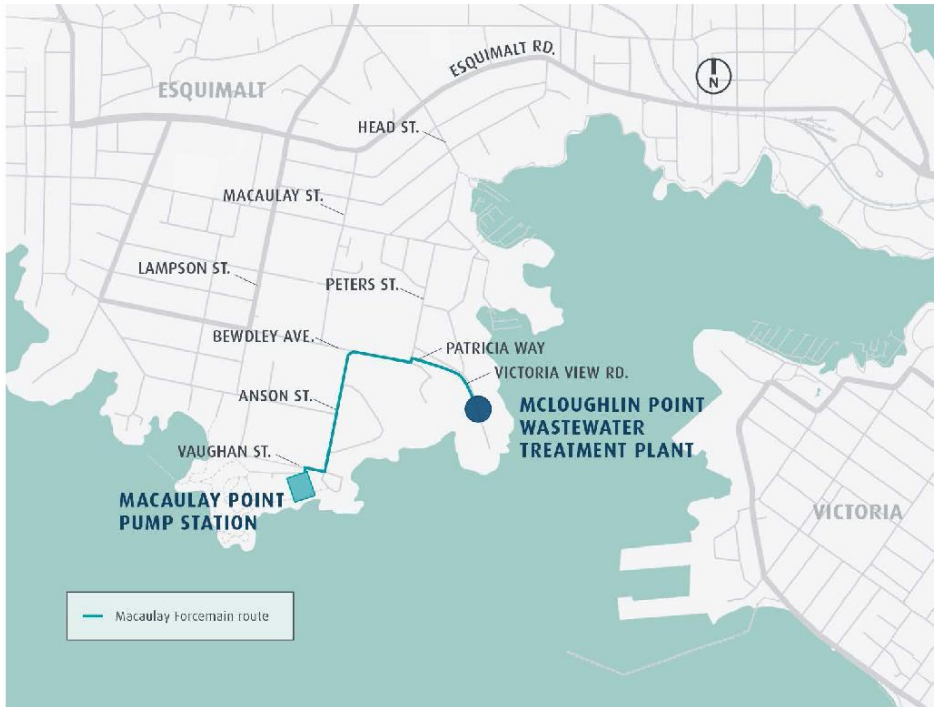 ESQUIMALT RD.
N
ESQUIMALT
HEAD ST.
MACAULAY ST.
LAMPSON ST.
PETERS ST.
BEWDLEY AVE.
PATRICIA WAY
VICTORIA VIEW RD.
ANSON ST.
MCLOUGHLIN POINT
WASTEWATER
TREATMENT PLANT
VAUGHAN ST.
MACAULAY POINT
PUMP STATION
VICTORIA
Macaulay Forcemain route